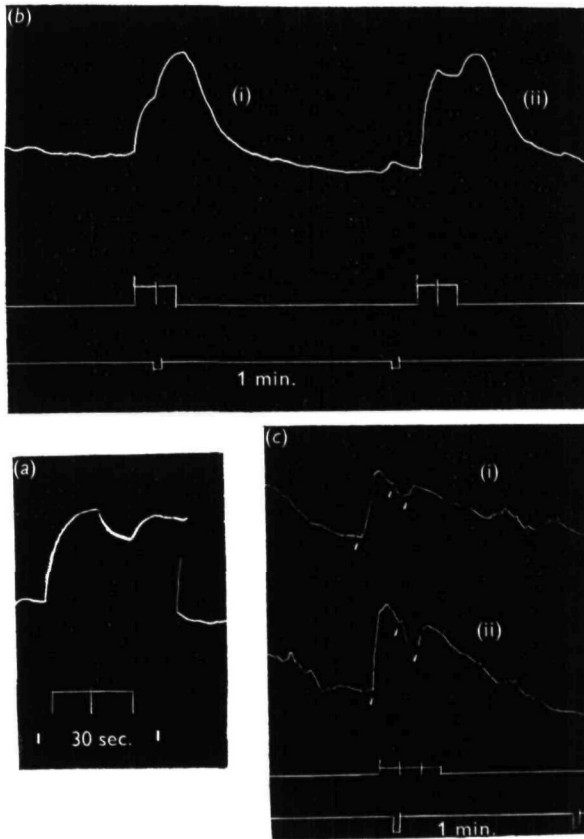 (b)
(i)
(ii)
1 min.
(a)
30 sec.
(c)
(i)
(ii)
1 min.